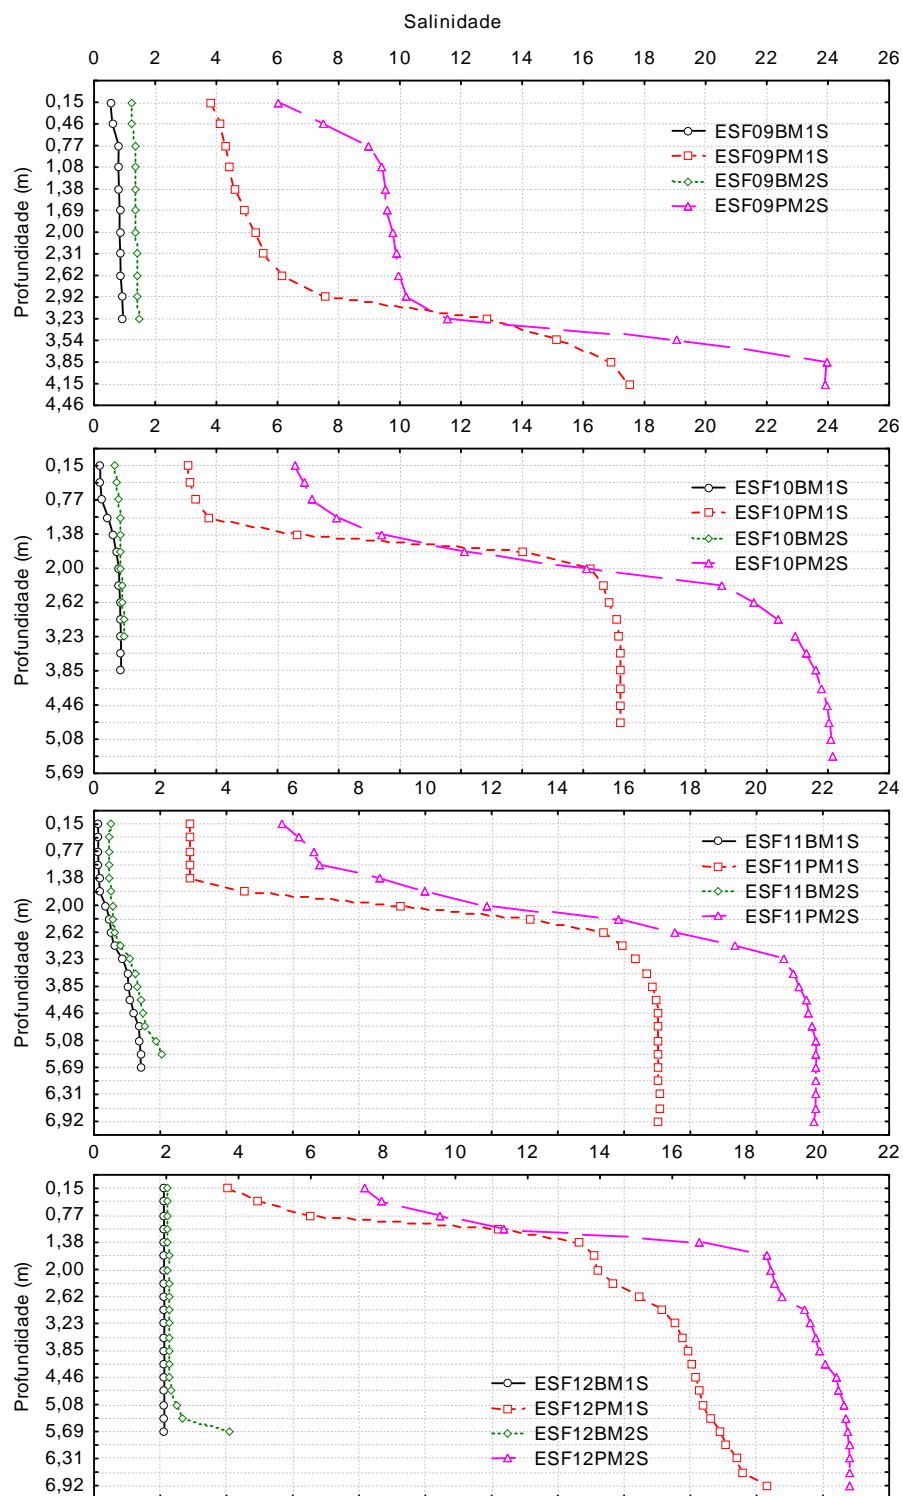 Salinidade
0 2 4 6 8 10 12 14 16 18 20 22 24 26
0,15
0,46
0,77
1,08
1,38
1,69
2,00
2,31
2,62
2,92
3,23
3,54
3,85
4,15
4,46
Profundidade (m)
ESF09BM1S
ESF09PM1S
ESF09BM2S
ESF09PM2S
0 2 4 6 8 10 12 14 16 18 20 22 24 26
0,15
0,77
1,38
2,00
2,62
3,23
3,85
4,46
5,08
5,69
Profundidade (m)
ESF10BM1S
ESF10PM1S
ESF10BM2S
ESF10PM2S
0 2 4 6 8 10 12 14 16 18 20 22 24
0,15
0,77
1,38
2,00
2,62
3,23
3,85
4,46
5,08
5,69
6,31
6,92
Profundidade (m)
ESF11BM1S
ESF11PM1S
ESF11BM2S
ESF11PM2S
0 2 4 6 8 10 12 14 16 18 20 22
0,15
0,77
1,38
2,00
2,62
3,23
3,85
4,46
5,08
5,69
6,31
6,92
Profundidade (m)
ESF12BM1S
ESF12PM1S
ESF12BM2S
ESF12PM2S